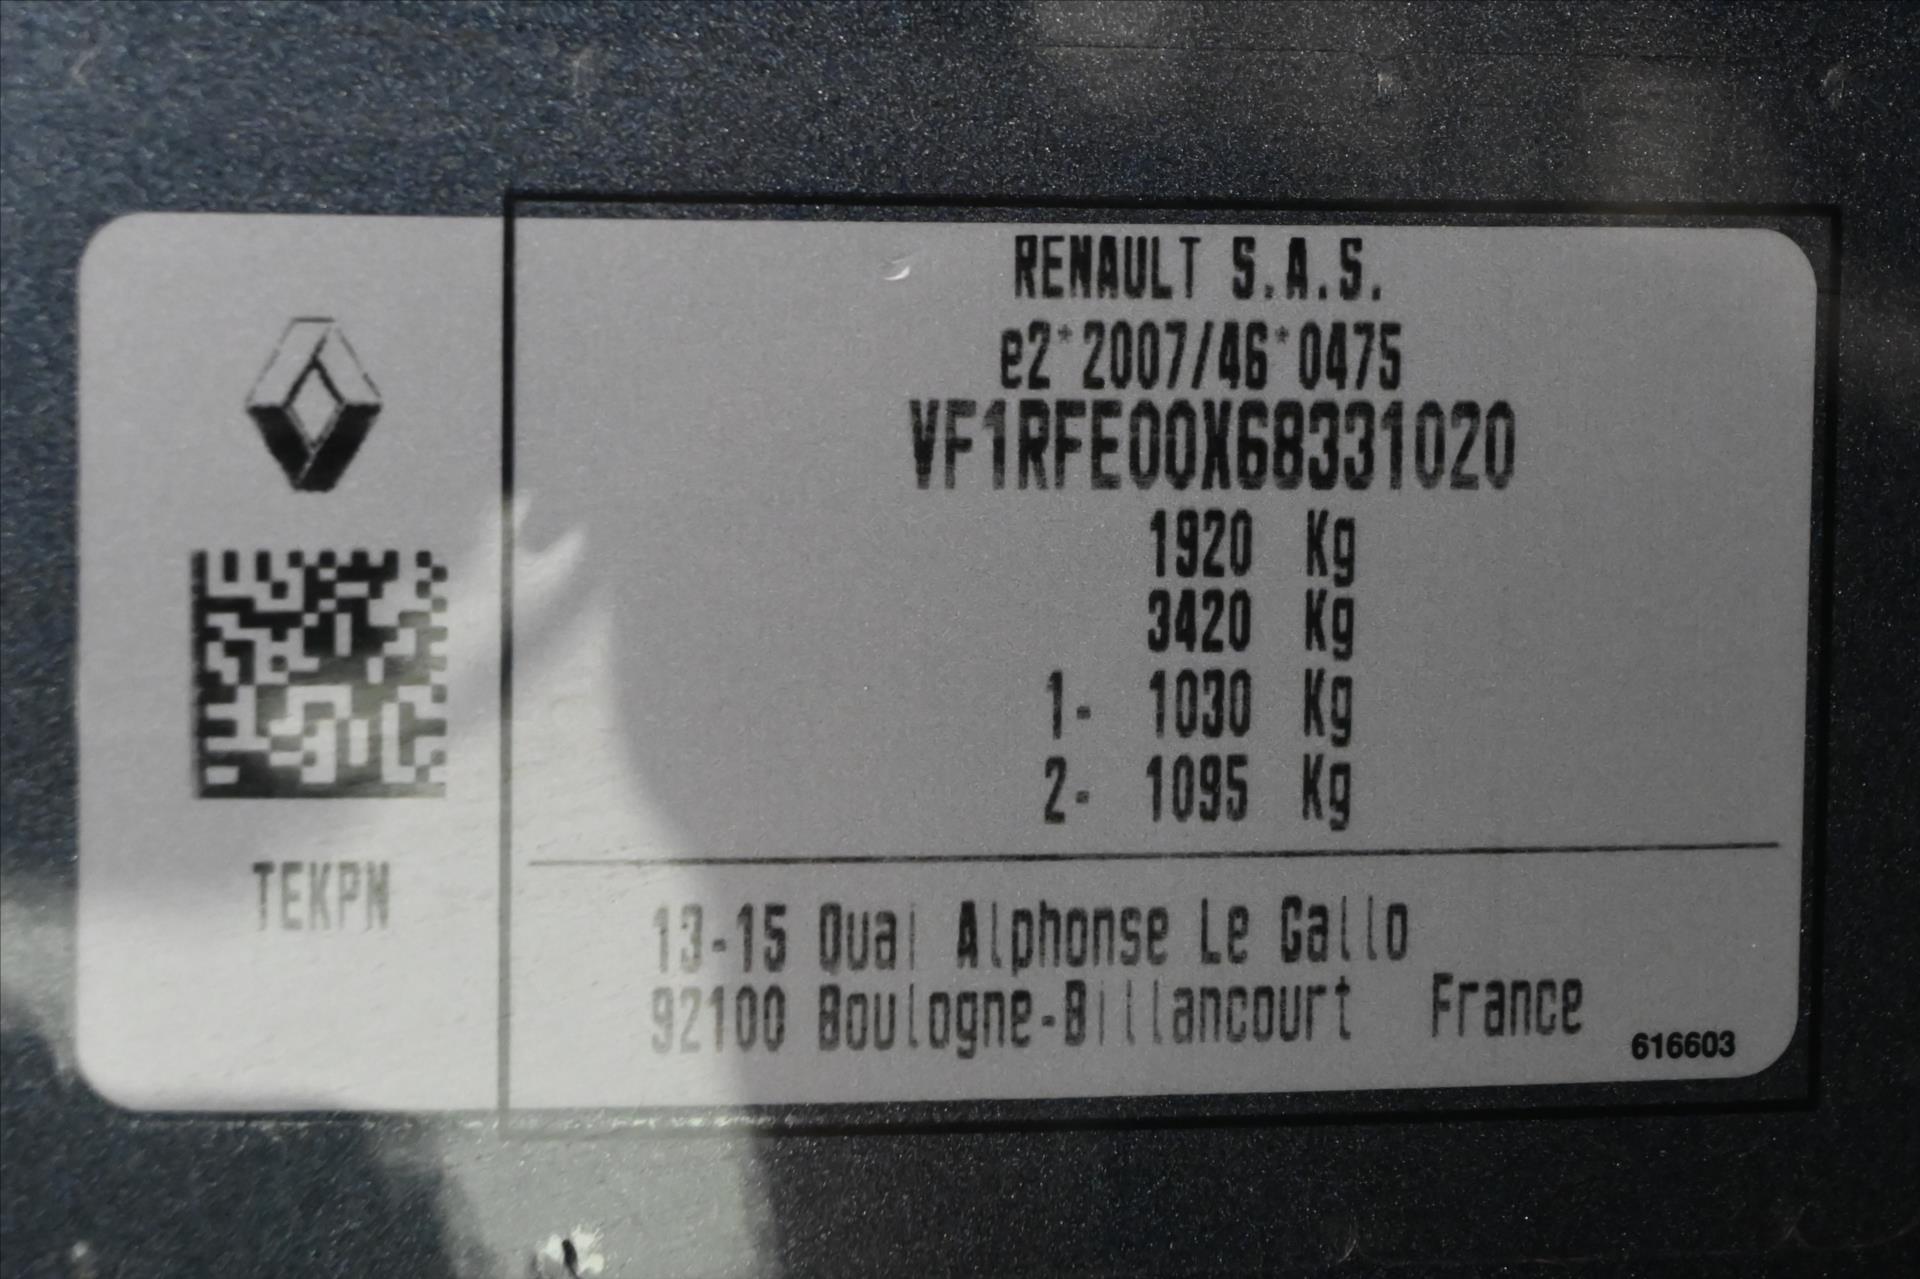 RENAULT S.A.S.
e2*2007/46*0475
VF1RFE00X68331020
1920 Kg
3420 Kg
1- 1030 Kg
2- 1095 Kg
TEKPN
13-15 Quai Alphonse Le Gallo
92100 Boulogne-Billancourt France
616603